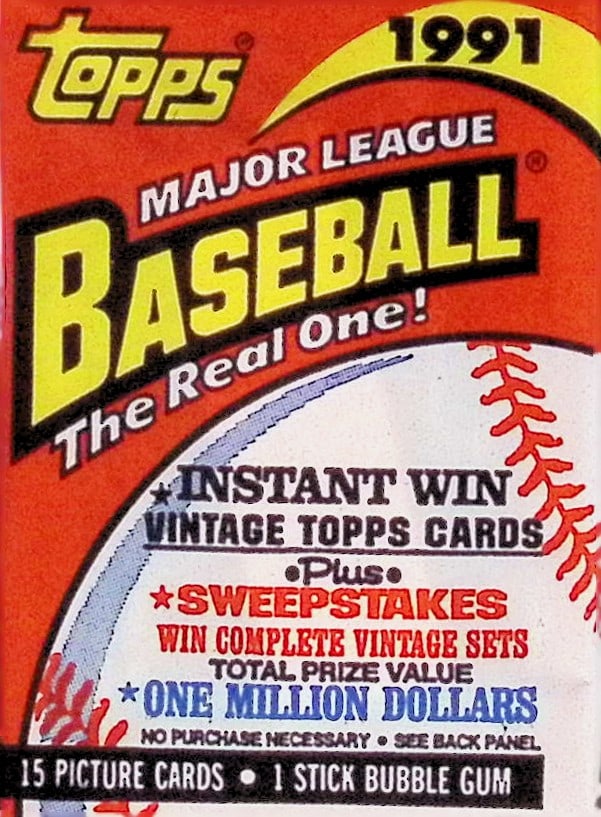 Topps® 1991
MAJOR LEAGUE
BASEBALL®
The Real One!
★INSTANT WIN
VINTAGE TOPPS CARDS
•Plus•
★SWEEPSTAKES
WIN COMPLETE VINTAGE SETS
TOTAL PRIZE VALUE
★ONE MILLION DOLLARS
NO PURCHASE NECESSARY • SEE BACK PANEL
15 PICTURE CARDS • 1 STICK BUBBLE GUM